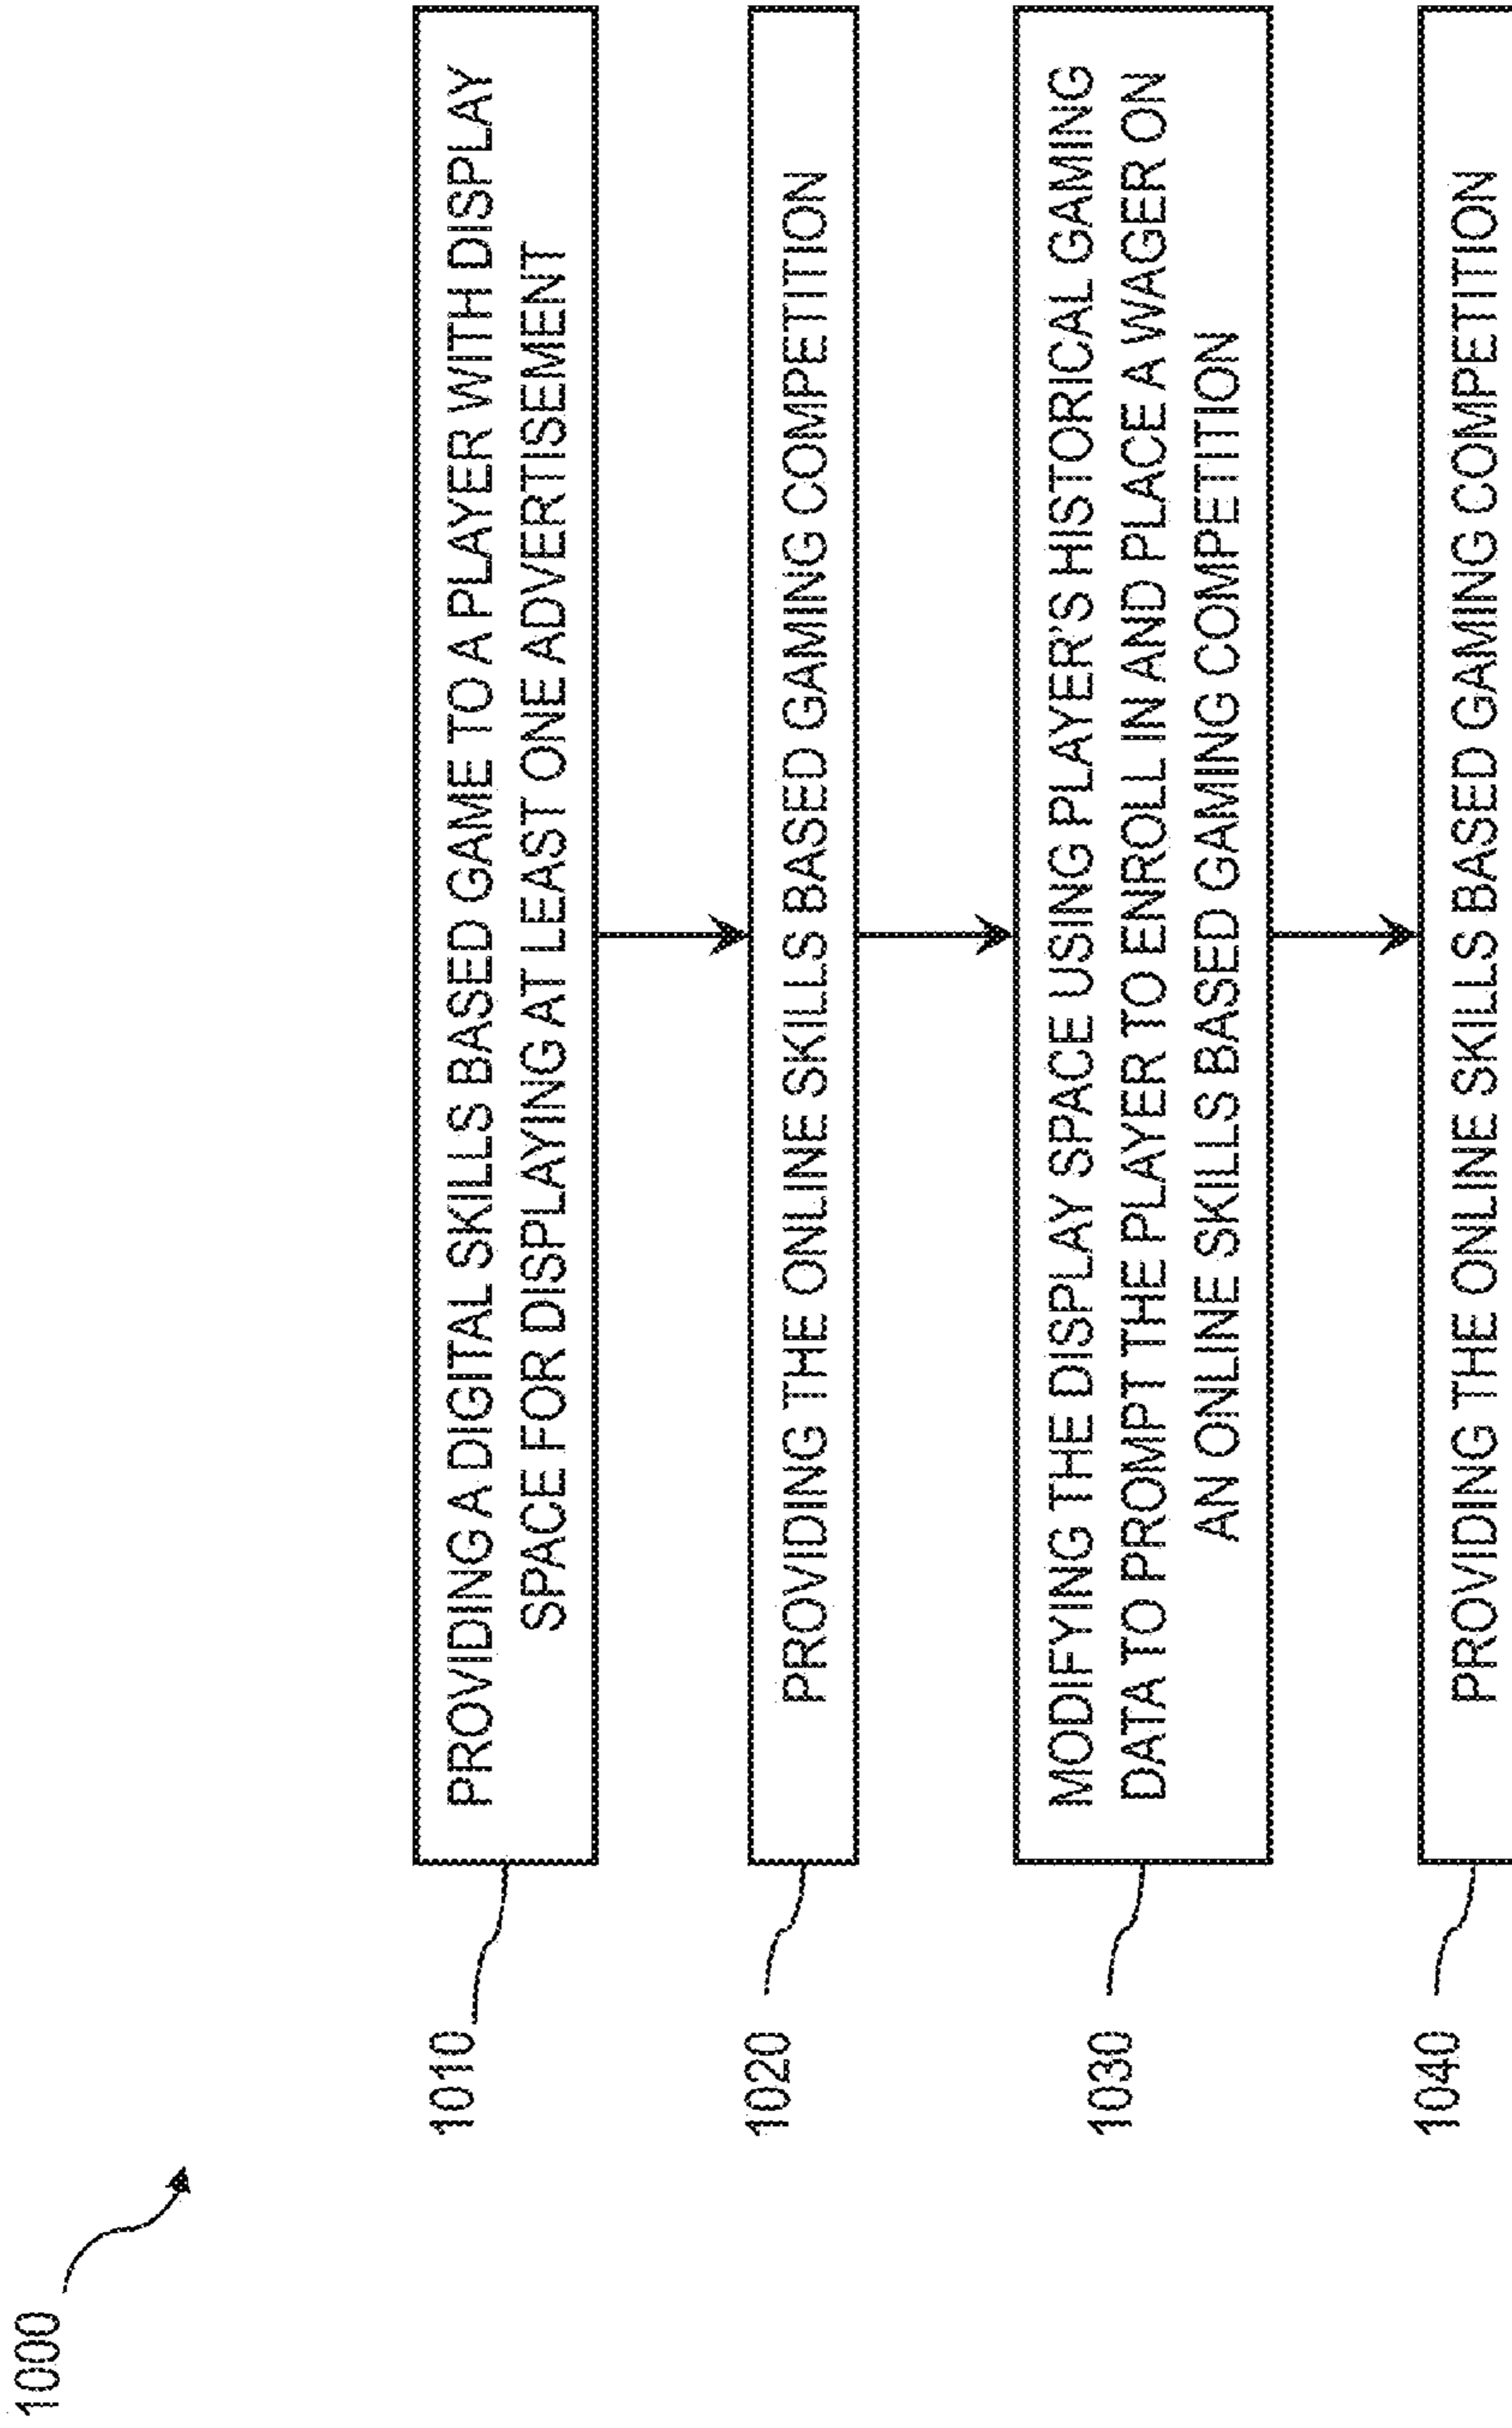 1000
1010
PROVIDING A DIGITAL SKILLS BASED GAME TO A PLAYER WITH DISPLAY
SPACE FOR DISPLAYING AT LEAST ONE ADVERTISEMENT
1020
PROVIDING THE ONLINE SKILLS BASED GAMING COMPETITION
1030
MODIFYING THE DISPLAY SPACE USING PLAYER'S HISTORICAL GAMING
DATA TO PROMPT THE PLAYER TO ENROLL IN AND PLACE A WAGER ON
AN ONLINE SKILLS BASED GAMING COMPETITION
1040
PROVIDING THE ONLINE SKILLS BASED GAMING COMPETITION